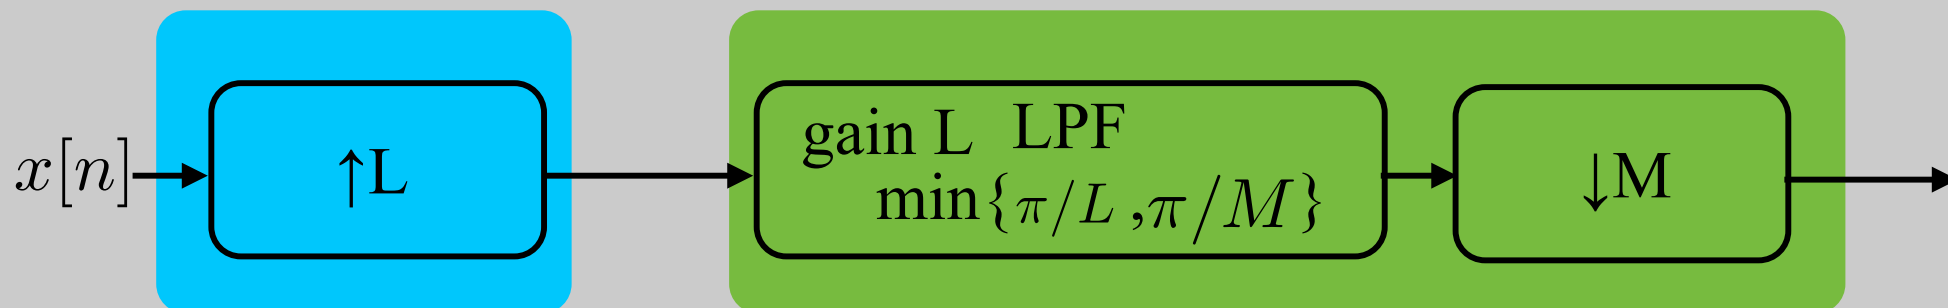 x[n]
↑L
gain L LPF
min{π/L ,π/M}
↓M